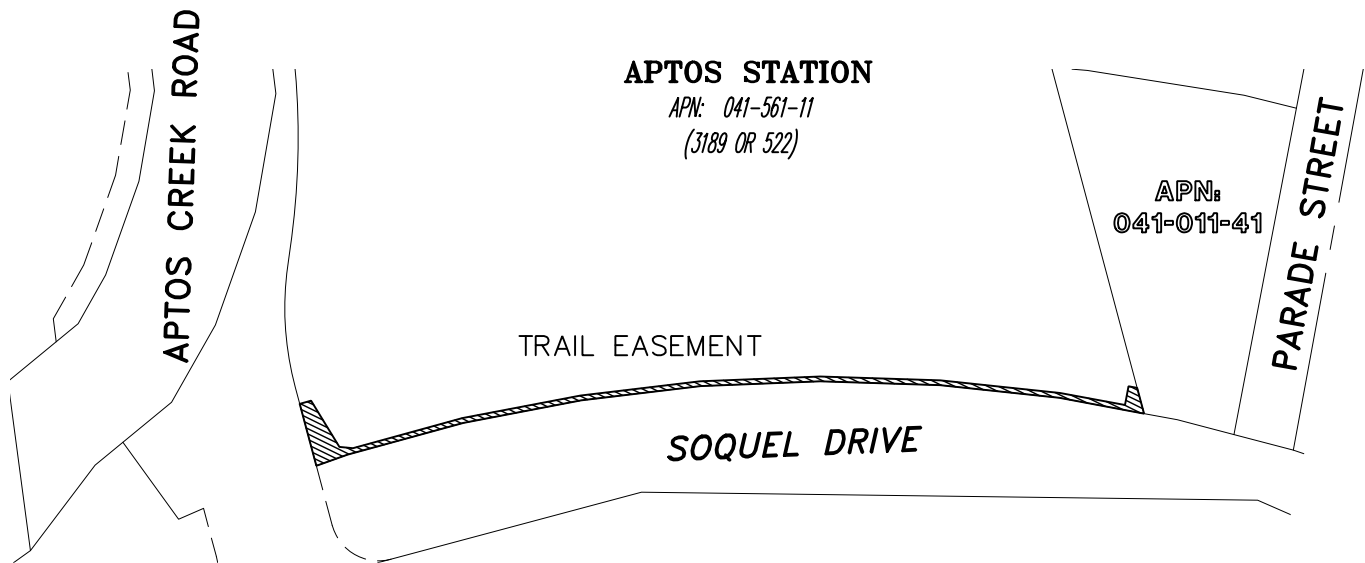 APTOS CREEK ROAD
APTOS STATION
APN: 041-561-11
(3189 OR 522)
APN:
041-011-41
PARADE STREET
TRAIL EASEMENT
SOQUEL DRIVE